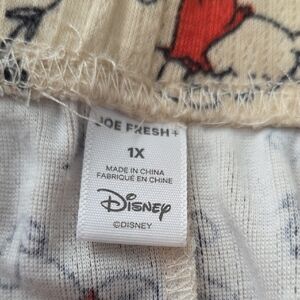 JOE FRESH+
1X
MADE IN CHINA
FABRIQUÉ EN CHINE
Disney
©DISNEY